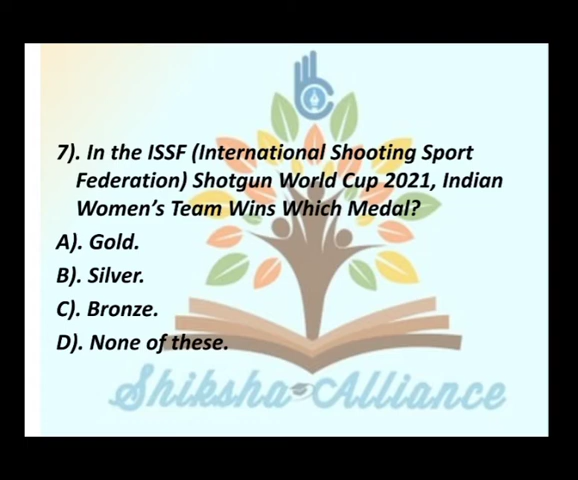 7). In the ISSF (International Shooting Sport
Federation) Shotgun World Cup 2021, Indian
Women's Team Wins Which Medal?
A). Gold.
B). Silver.
C). Bronze.
D). None of these.
Shiksha Alliance